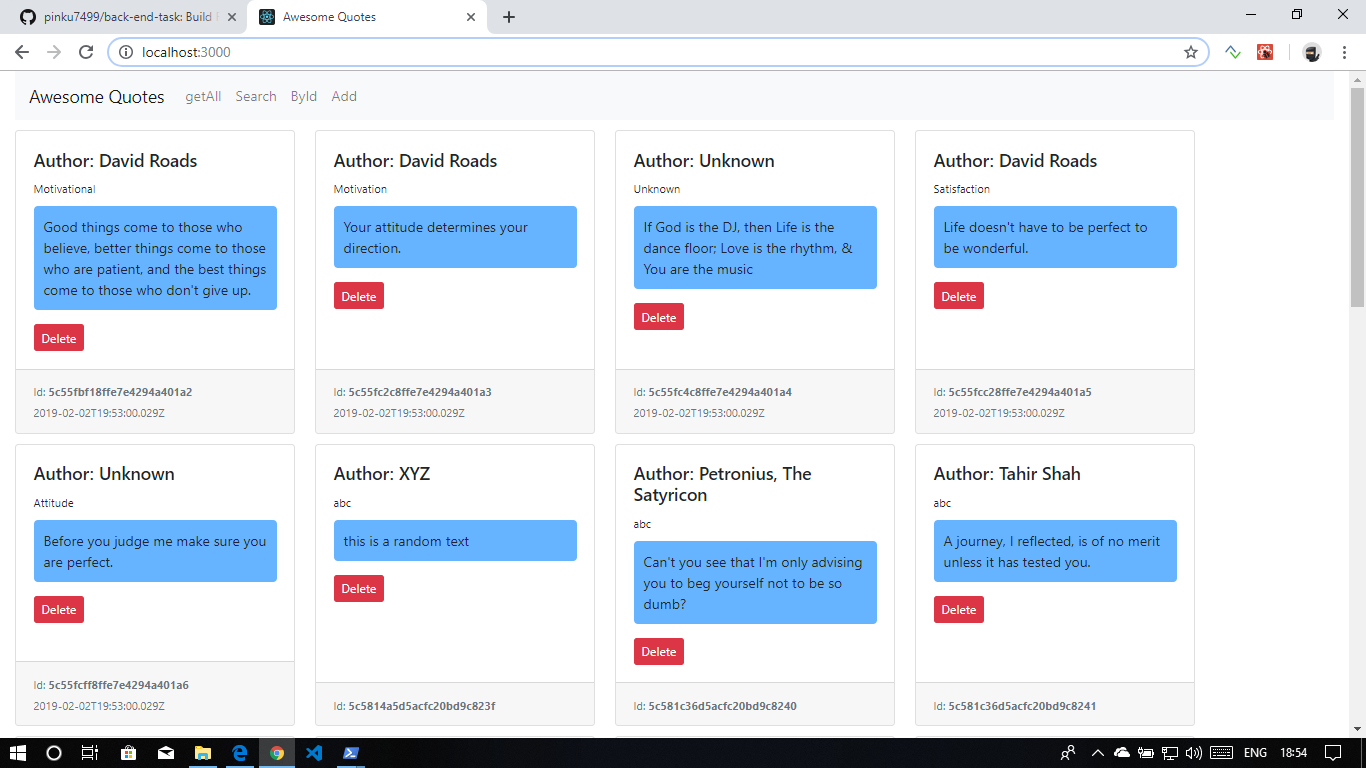 pinku7499/back-end-task: Build
Awesome Quotes
localhost:3000
Awesome Quotes getAll Search ById Add
Author: David Roads
Motivational
Good things come to those who
believe, better things come to those
who are patient, and the best things
come to those who don't give up.
Delete
Id: 5c55fbf18ffe7e4294a401a2
2019-02-02T19:53:00.029Z
Author: David Roads
Motivation
Your attitude determines your
direction.
Delete
Id: 5c55fc2c8ffe7e4294a401a3
2019-02-02T19:53:00.029Z
Author: Unknown
Unknown
If God is the DJ, then Life is the
dance floor; Love is the rhythm, &
You are the music
Delete
Id: 5c55fc4c8ffe7e4294a401a4
2019-02-02T19:53:00.029Z
Author: David Roads
Satisfaction
Life doesn't have to be perfect to
be wonderful.
Delete
Id: 5c55fcc28ffe7e4294a401a5
2019-02-02T19:53:00.029Z
Author: Unknown
Attitude
Before you judge me make sure you
are perfect.
Delete
Id: 5c55fcff8ffe7e4294a401a6
2019-02-02T19:53:00.029Z
Author: XYZ
abc
this is a random text
Delete
Id: 5c5814a5d5acfc20bd9c823f
Author: Petronius, The
Satyricon
abc
Can't you see that I'm only advising
you to beg yourself not to be so
dumb?
Delete
Id: 5c581c36d5acfc20bd9c8240
Author: Tahir Shah
abc
A journey, I reflected, is of no merit
unless it has tested you.
Delete
Id: 5c581c36d5acfc20bd9c8241
ENG 18:54